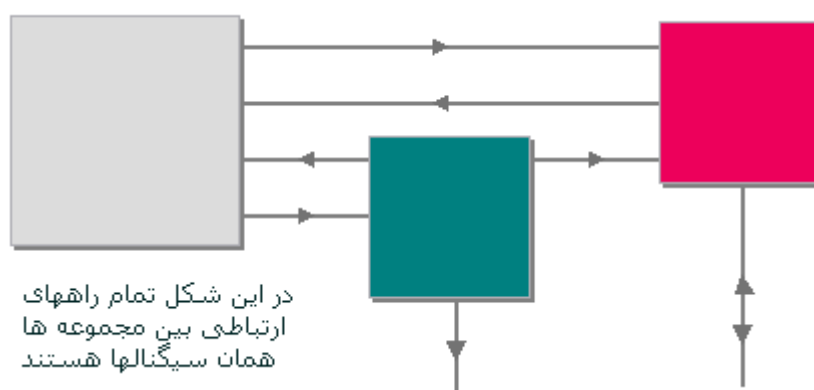 در این شکل تمام راههای
ارتباطی بین مجموعه ها
همان سیگنالها هستند